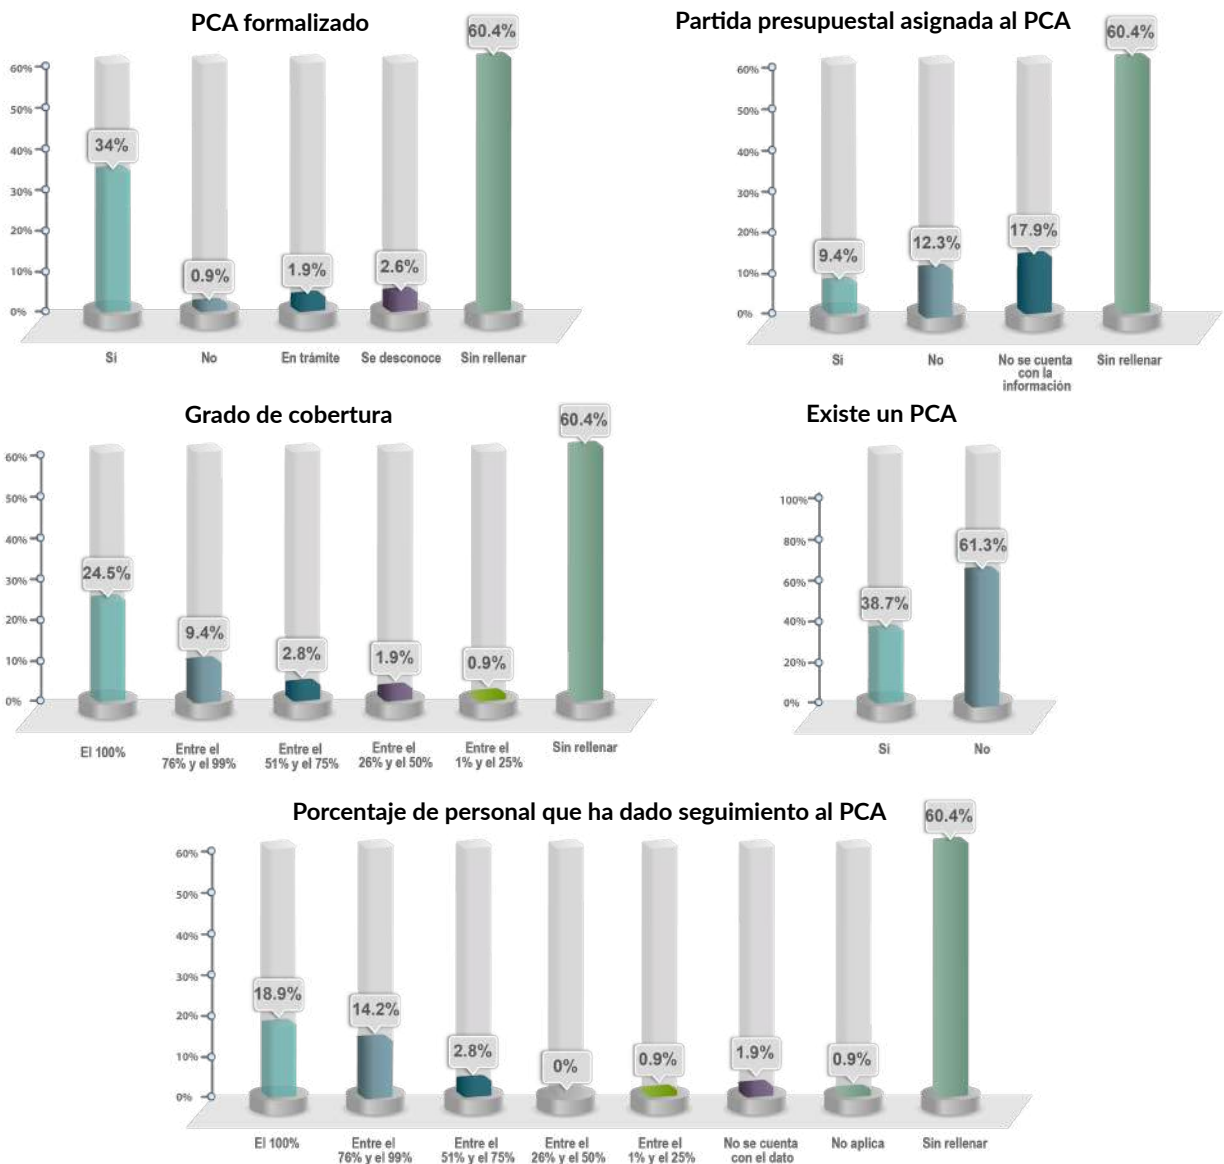 PCA formalizado
60.4%
60%
50%
40%
30%
20%
10%
0%
34%
0.9%
1.9%
2.6%
Sí
No
En trámite
Se desconoce
Sin rellenar
Partida presupuestal asignada al PCA
60.4%
60%
50%
40%
30%
20%
10%
0%
9.4%
12.3%
17.9%
Si
No
No se cuenta
con la
información
Sin rellenar
Grado de cobertura
60.4%
60%
50%
40%
30%
20%
10%
0%
24.5%
9.4%
2.8%
1.9%
0.9%
El 100%
Entre el
76% y el 99%
Entre el
51% y el 75%
Entre el
26% y el 50%
Entre el
1% y el 25%
Sin rellenar
Existe un PCA
100%
80%
60%
40%
20%
0%
38.7%
61.3%
Si
No
Porcentaje de personal que ha dado seguimiento al PCA
60.4%
60%
50%
40%
30%
20%
10%
0%
18.9%
14.2%
2.8%
0%
0.9%
1.9%
0.9%
El 100%
Entre el
76% y el 99%
Entre el
51% y el 75%
Entre el
26% y el 50%
Entre el
1% y el 25%
No se cuenta
con el dato
No aplica
Sin rellenar